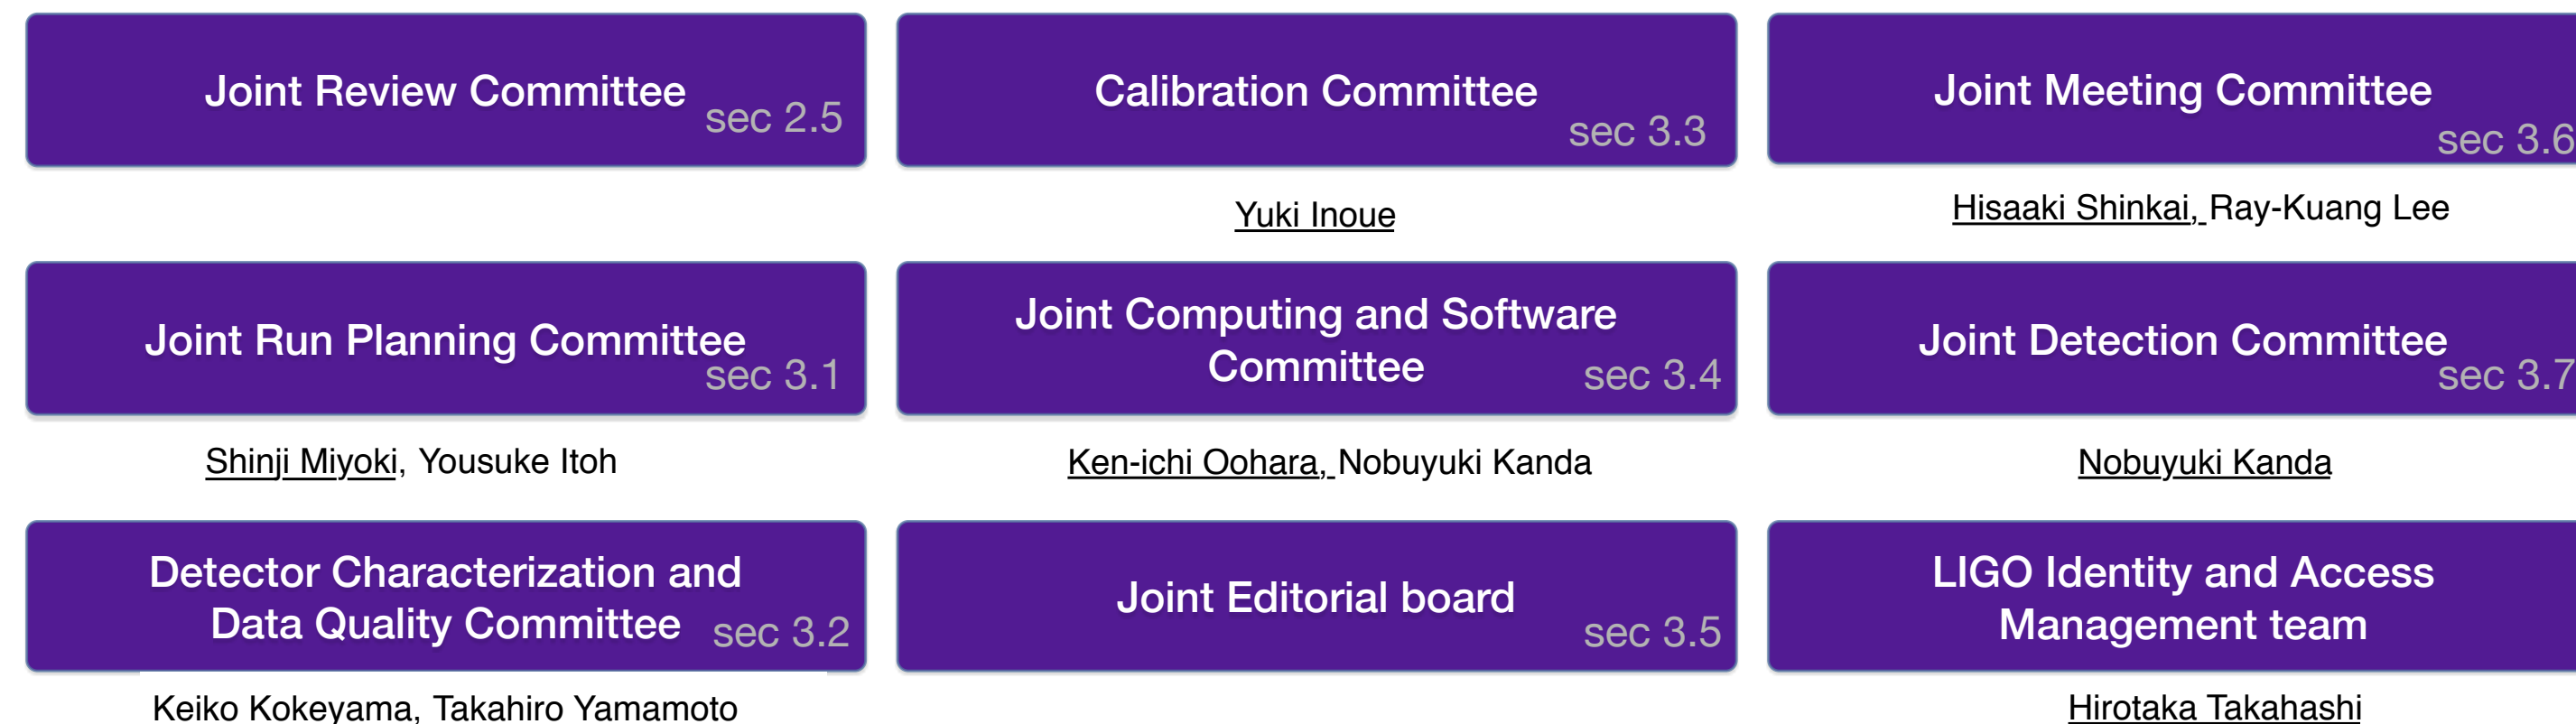 Joint Review Committee
sec 2.5
Calibration Committee
sec 3.3
Joint Meeting Committee
sec 3.6
Yuki Inoue
Hisaaki Shinkai, Ray-Kuang Lee
Joint Run Planning Committee
sec 3.1
Joint Computing and Software
Committee
sec 3.4
Joint Detection Committee
sec 3.7
Shinji Miyoki, Yousuke Itoh
Ken-ichi Oohara, Nobuyuki Kanda
Nobuyuki Kanda
Detector Characterization and
Data Quality Committee
sec 3.2
Joint Editorial board
sec 3.5
LIGO Identity and Access
Management team
Keiko Kokeyama, Takahiro Yamamoto
Hirotaka Takahashi